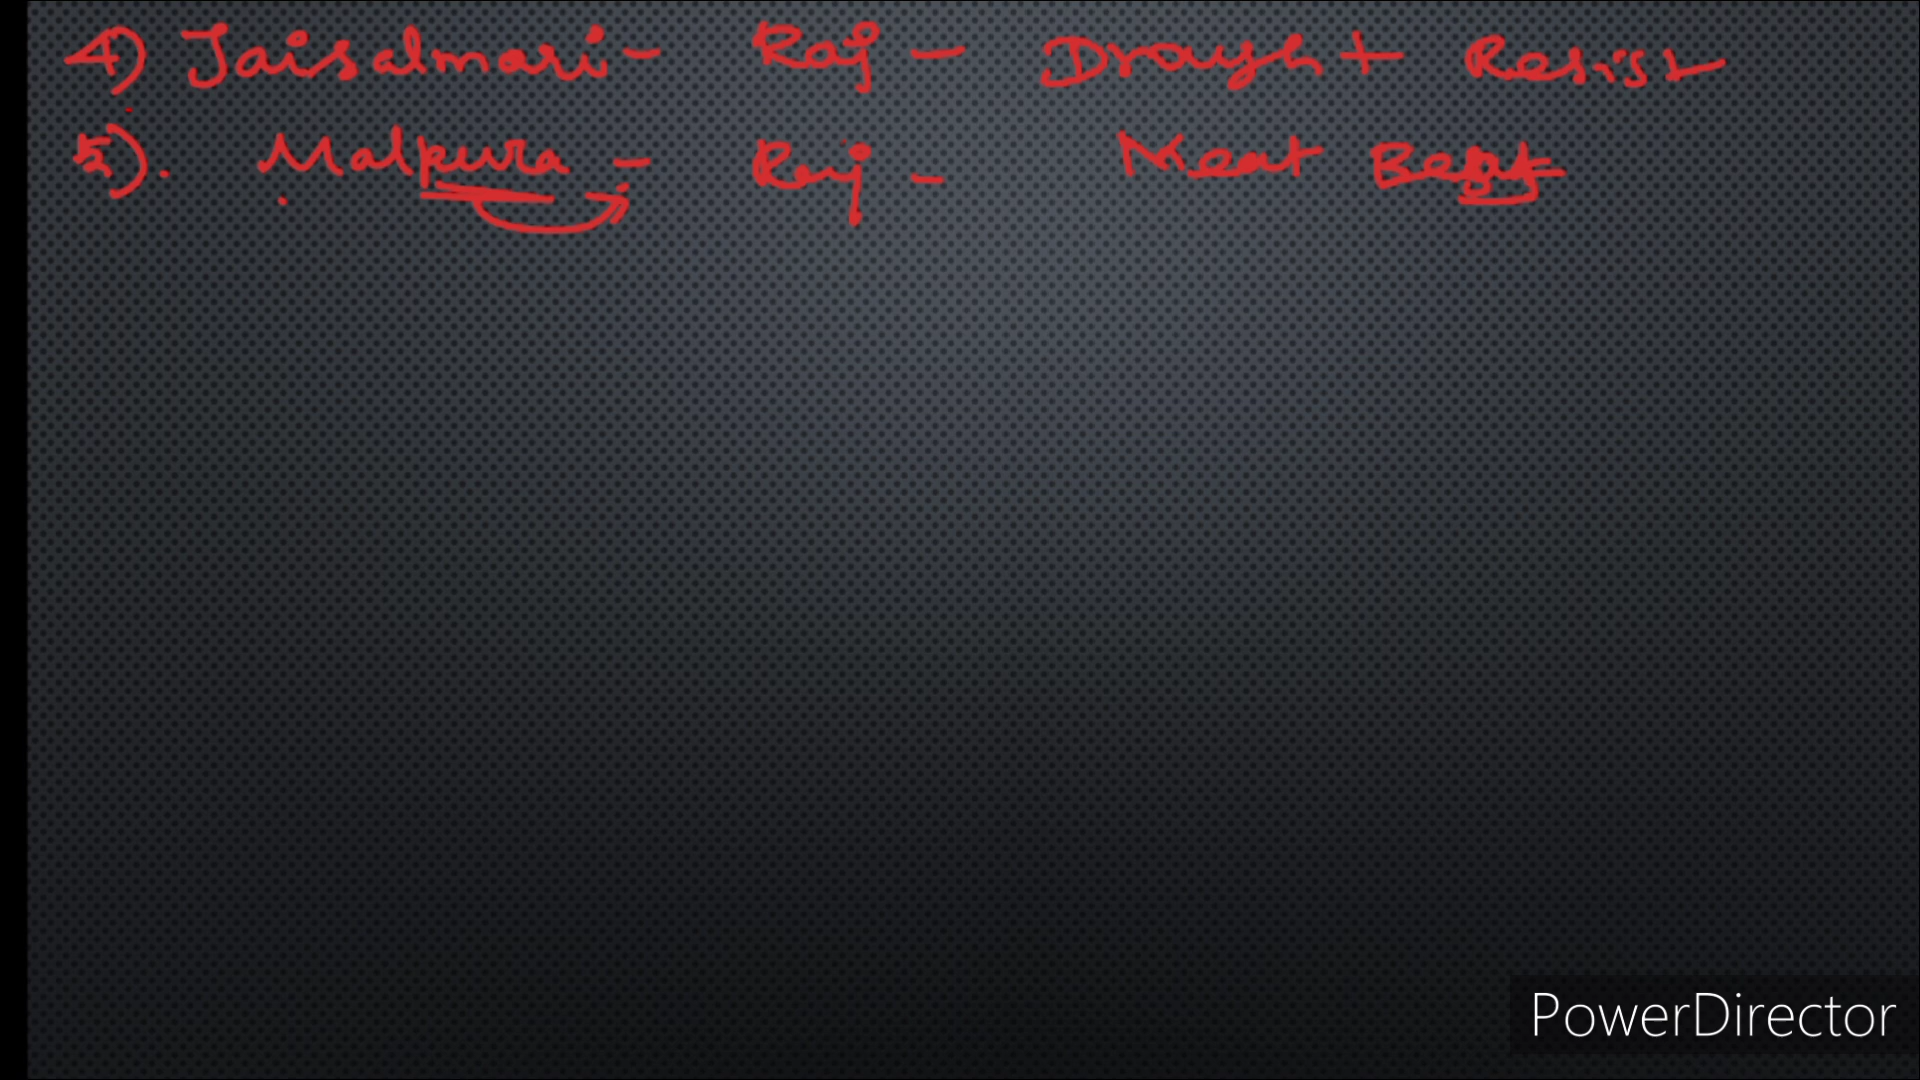 4) Jaisalmari - Raj - Drought Resist
5). Malpura - Raj - Meat Best
PowerDirector